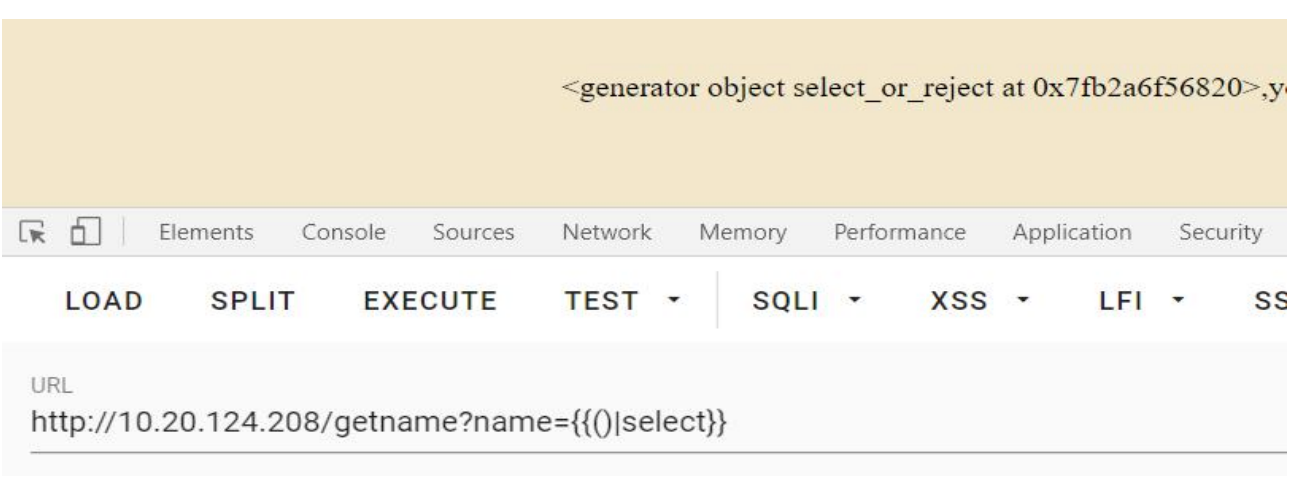 <generator object select_or_reject at 0x7fb2a6f56820>,y
Elements Console Sources Network Memory Performance Application Security
LOAD SPLIT EXECUTE TEST SQLI XSS LFI SS
URL
http://10.20.124.208/getname?name={{()|select}}